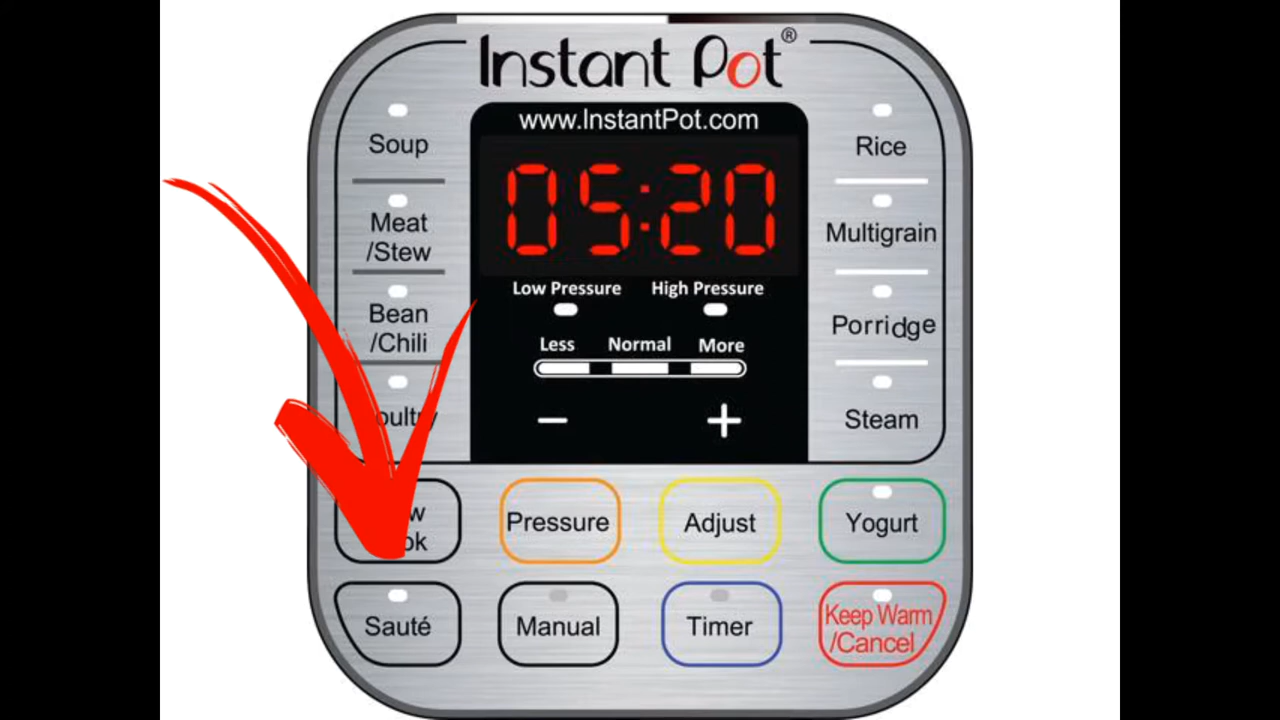 Instant Pot®
www.InstantPot.com
05:20
Soup
Meat
/Stew
Bean
/Chili
Low Pressure High Pressure
Less Normal More
− +
Rice
Multigrain
Porridge
Steam
Pressure
Adjust
Yogurt
Sauté
Manual
Timer
Keep Warm
/Cancel